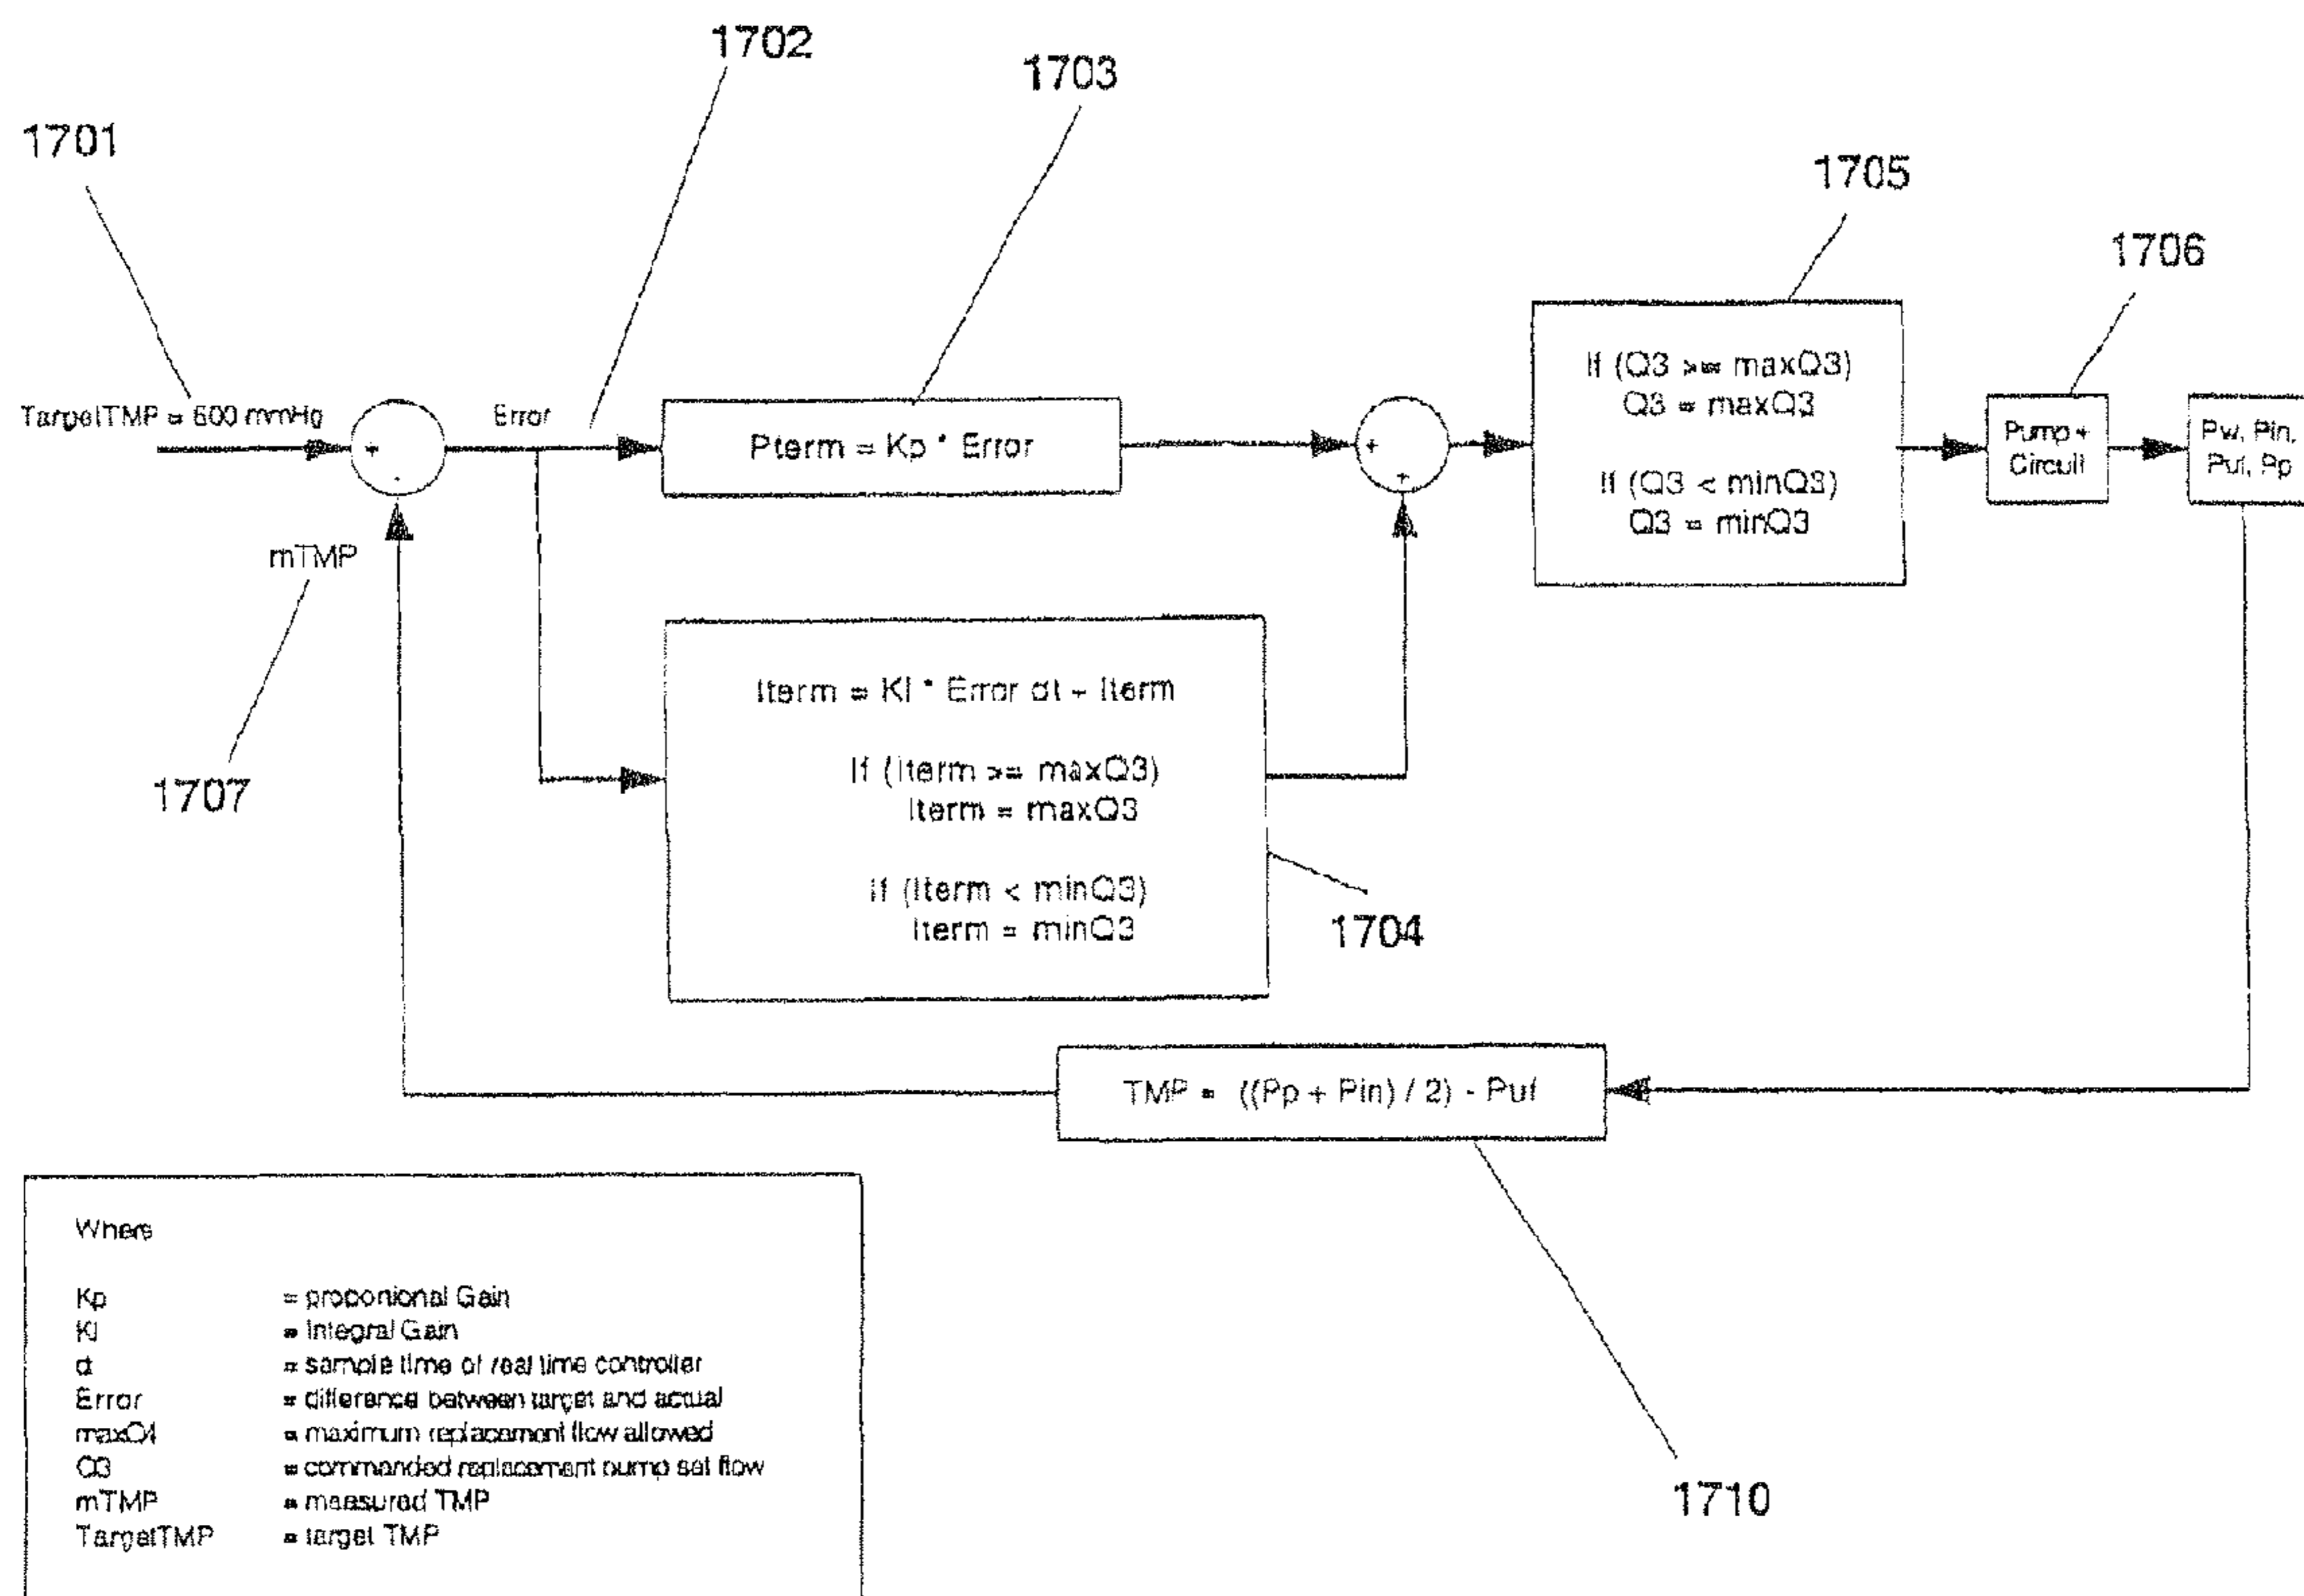 1702
1703
1701
1705
1706
TargetTMP = 600 mmHg
+
-
Error
Pterm = Kp * Error
+
+
If (Q3 >= maxQ3)
Q3 = maxQ3
If (Q3 < minQ3)
Q3 = minQ3
Pump +
Circuit
Pw, Pin,
Puf, Pp
mTMP
1707
Iterm = KI * Error dt + Iterm
If (Iterm >= maxQ3)
Iterm = maxQ3
If (Iterm < minQ3)
Iterm = minQ3
1704
TMP = ((Pp + Pin) / 2) - Puf
1710
Where
Kp = proportional Gain
KI = Integral Gain
dt = sample time of real time controller
Error = difference between target and actual
= maximum replacement flow allowed
Q3 = commanded replacement pump set flow
mTMP = measured TMP
TargetTMP = target TMP